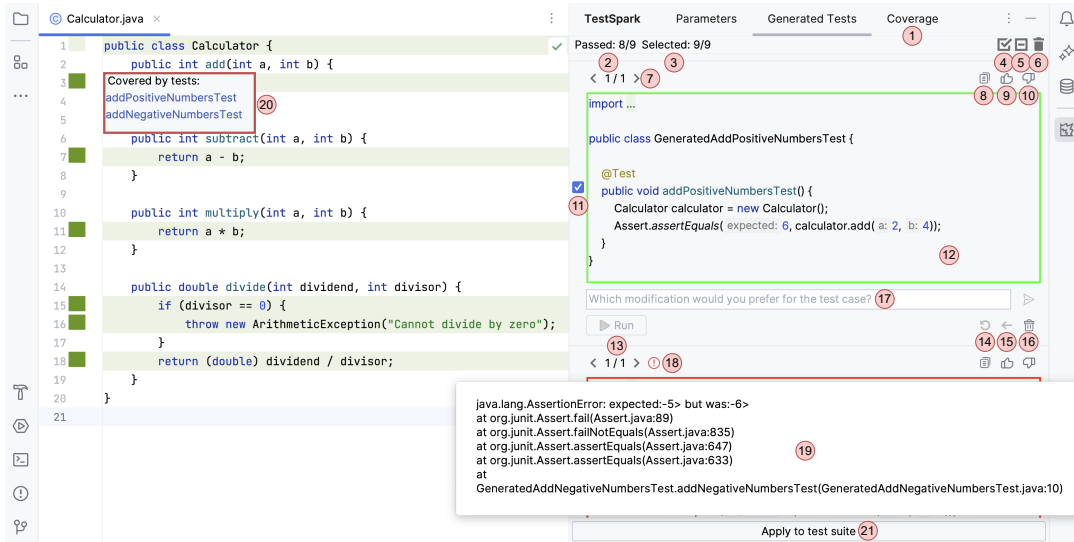 Calculator.java ×
1 public class Calculator {
2 public int add(int a, int b) {
3
Covered by tests:
addPositiveNumbersTest
addNegativeNumbersTest
20
4
5
6 public int subtract(int a, int b) {
7 return a - b;
8 }
9
10 public int multiply(int a, int b) {
11 return a * b;
12 }
13
14 public double divide(int dividend, int divisor) {
15 if (divisor == 0) {
16 throw new ArithmeticException("Cannot divide by zero");
17 }
18 return (double) dividend / divisor;
19 }
20 }
21
TestSpark Parameters Generated Tests Coverage
1
Passed: 8/9 Selected: 9/9
2 3 4 5 6
1 / 1 7
8 9 10
import ...
public class GeneratedAddPositiveNumbersTest {
@Test
public void addPositiveNumbersTest() {
11
Calculator calculator = new Calculator();
Assert.assertEquals( expected: 6, calculator.add( a: 2, b: 4));
}
}
12
Which modification would you prefer for the test case? 17
Run
13 14 15 16
1 / 1 18
java.lang.AssertionError: expected:-5> but was:-6>
at org.junit.Assert.fail(Assert.java:89)
at org.junit.Assert.failNotEquals(Assert.java:835)
at org.junit.Assert.assertEquals(Assert.java:647)
at org.junit.Assert.assertEquals(Assert.java:633)
19
at
GeneratedAddNegativeNumbersTest.addNegativeNumbersTest(GeneratedAddNegativeNumbersTest.java:10)
Apply to test suite 21